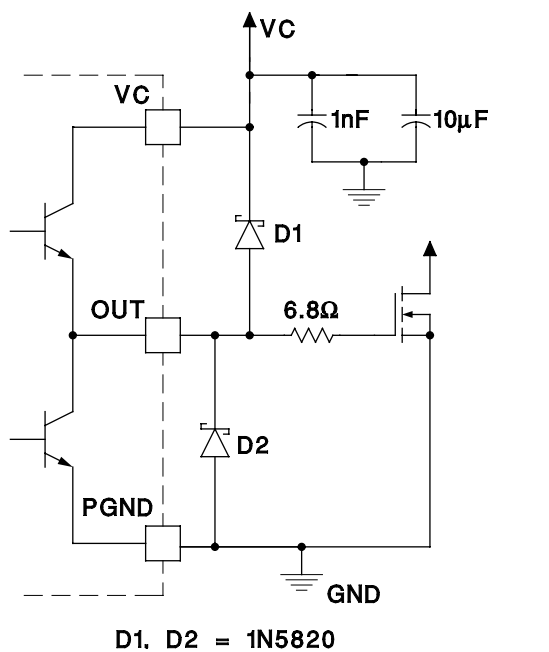 VC
VC
1nF
10μF
D1
OUT
6.8Ω
D2
PGND
GND
D1, D2 = 1N5820